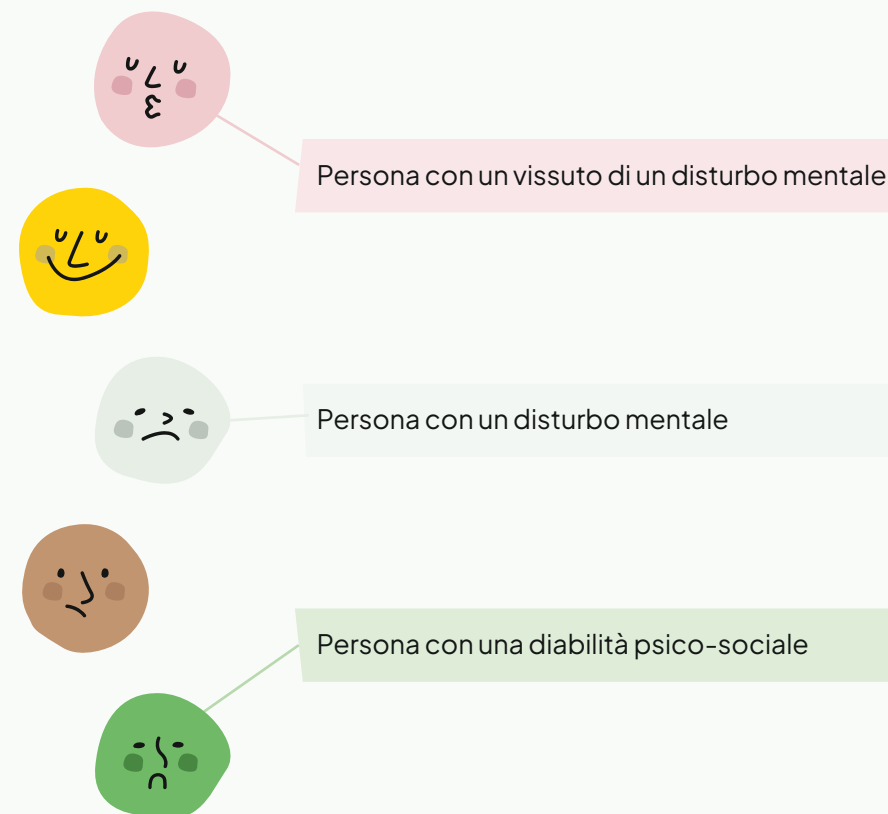 Persona con un vissuto di un disturbo mentale
Persona con un disturbo mentale
Persona con una diabilità psico-sociale